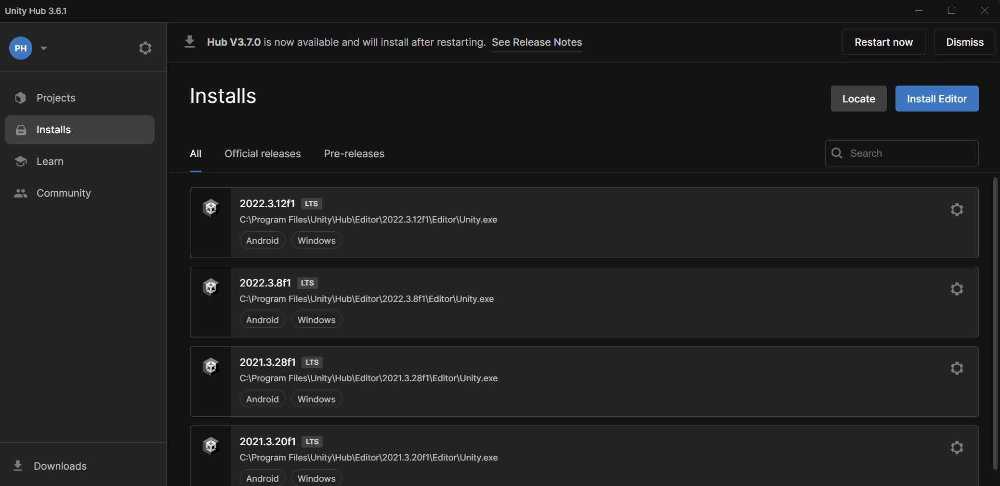 Unity Hub 3.6.1
PH
Hub V3.7.0 is now available and will install after restarting. See Release Notes
Restart now
Dismiss
Projects
Installs
Learn
Community
Downloads
Installs
Locate
Install Editor
All
Official releases
Pre-releases
Search
2022.3.12f1 LTS
C:\Program Files\Unity\Hub\Editor\2022.3.12f1\Editor\Unity.exe
Android Windows
2022.3.8f1 LTS
C:\Program Files\Unity\Hub\Editor\2022.3.8f1\Editor\Unity.exe
Android Windows
2021.3.28f1 LTS
C:\Program Files\Unity\Hub\Editor\2021.3.28f1\Editor\Unity.exe
Android Windows
2021.3.20f1 LTS
C:\Program Files\Unity\Hub\Editor\2021.3.20f1\Editor\Unity.exe
Android Windows